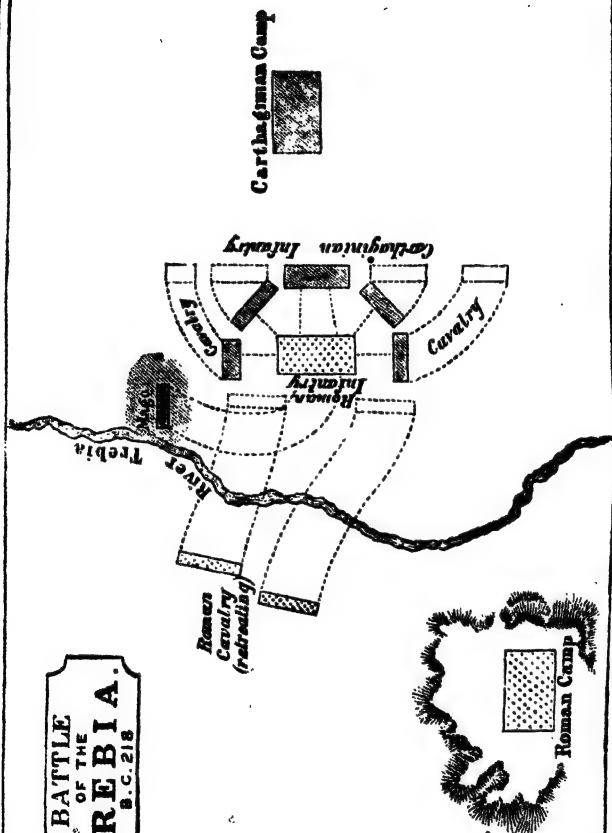 BATTLE
OF THE
REBIA.
B.C. 218
Carthaginian Camp
Carthaginian Infantry
Cavalry
Cavalry
Roman
Infantry
Mago
River Trebia
Roman
Cavalry
(retreating)
Roman Camp